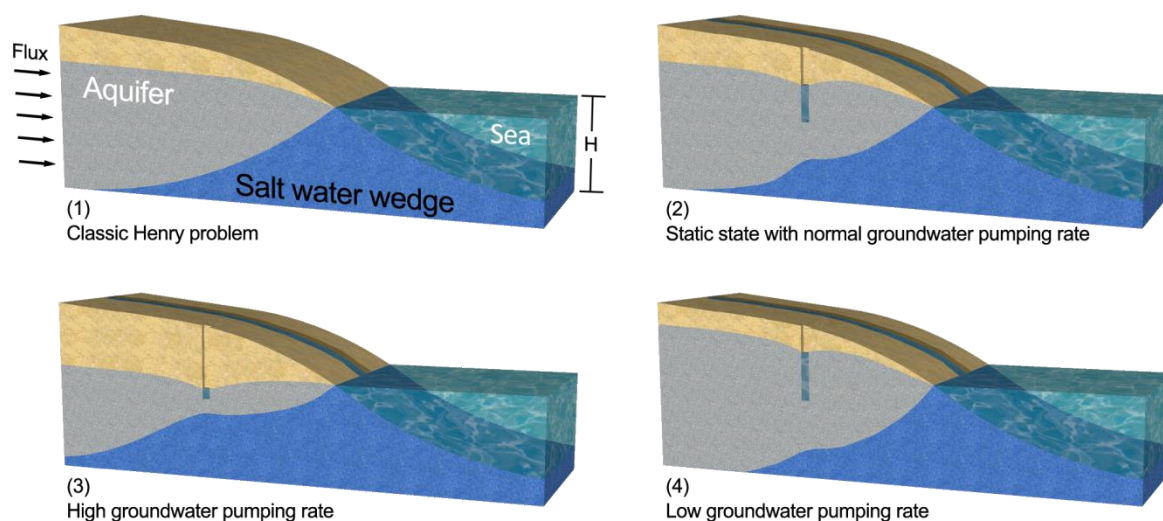 Flux
Aquifer
Sea
H
Salt water wedge
(1)
Classic Henry problem
(2)
Static state with normal groundwater pumping rate
(3)
High groundwater pumping rate
(4)
Low groundwater pumping rate